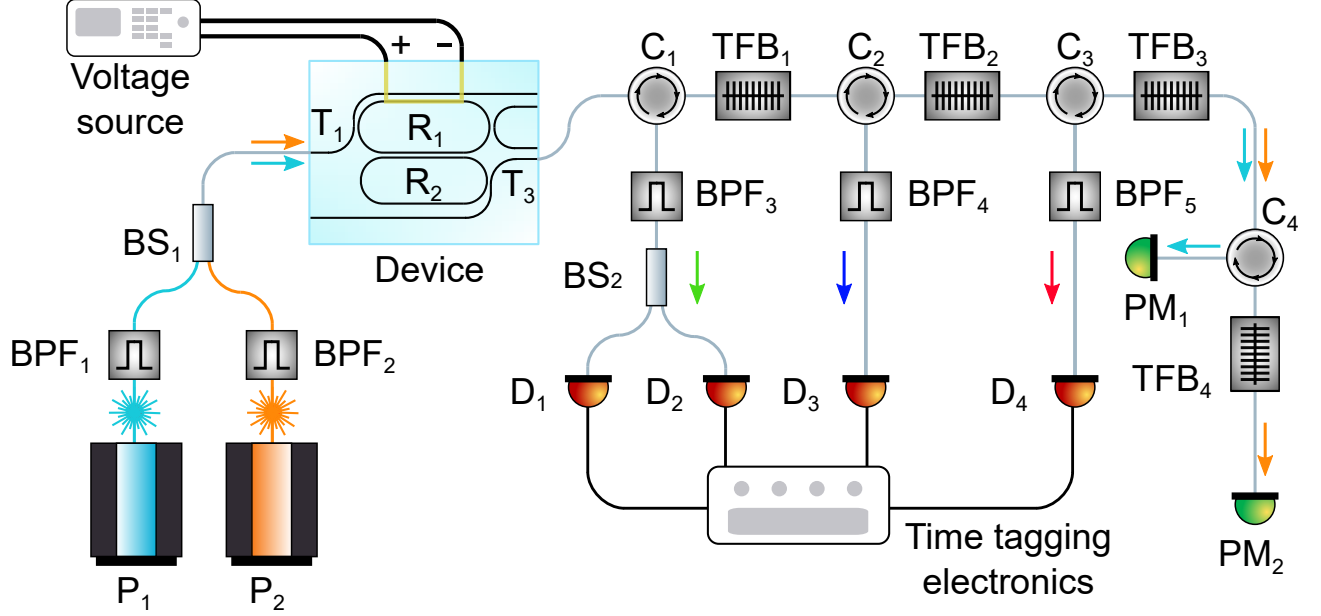 Voltage
source
+ −
T₁
R₁
R₂
T₃
Device
C₁
TFB₁
C₂
TFB₂
C₃
TFB₃
BPF₃
BPF₄
BPF₅
C₄
BS₁
BS₂
PM₁
BPF₁
BPF₂
TFB₄
D₁
D₂
D₃
D₄
P₁
P₂
Time tagging
electronics
PM₂